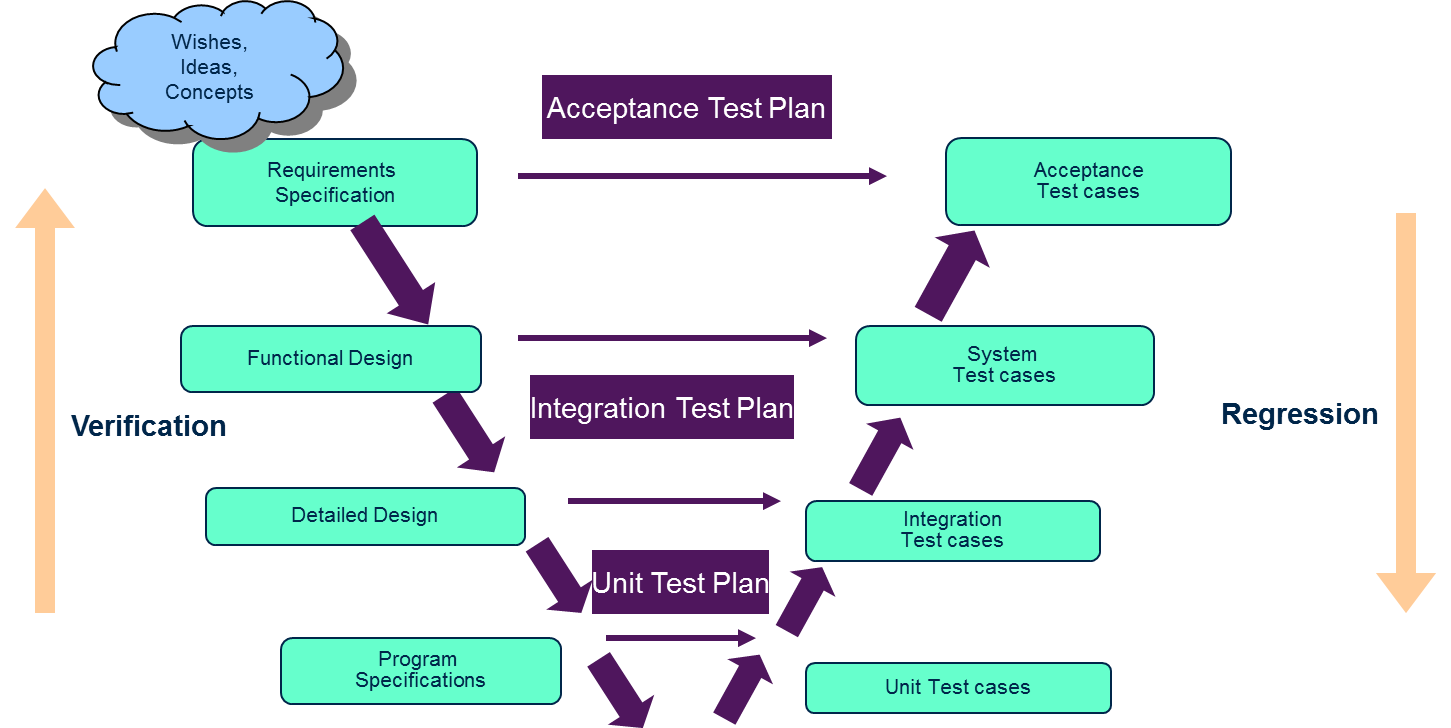 Wishes,
Ideas,
Concepts
Acceptance Test Plan
Requirements
Specification
Acceptance
Test cases
Functional Design
System
Test cases
Integration Test Plan
Verification
Regression
Detailed Design
Integration
Test cases
Unit Test Plan
Program
Specifications
Unit Test cases